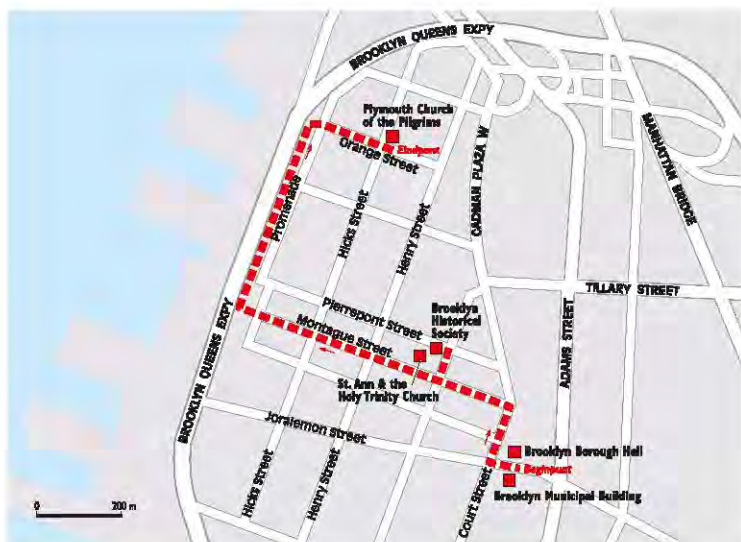 BROOKLYN QUEENS EXPY
Plymouth Church
of the Pilgrims
Eindpunt
Orange Street
CADMAN PLAZA W
MANHATTAN
BRIDGE
Promenade
Hicks Street
Henry Street
TILLARY STREET
Brooklyn
Historical
Society
Pierrepont Street
Montague street
ADAMS STREET
BROOKLYN QUEENS EXPY
St. Ann & the
Holy Trinity Church
Joralemon street
Brooklyn Borough Hall
Beginpunt
Brooklyn Municipal Building
Hicks Street
Henry Street
Court street
0 200 m